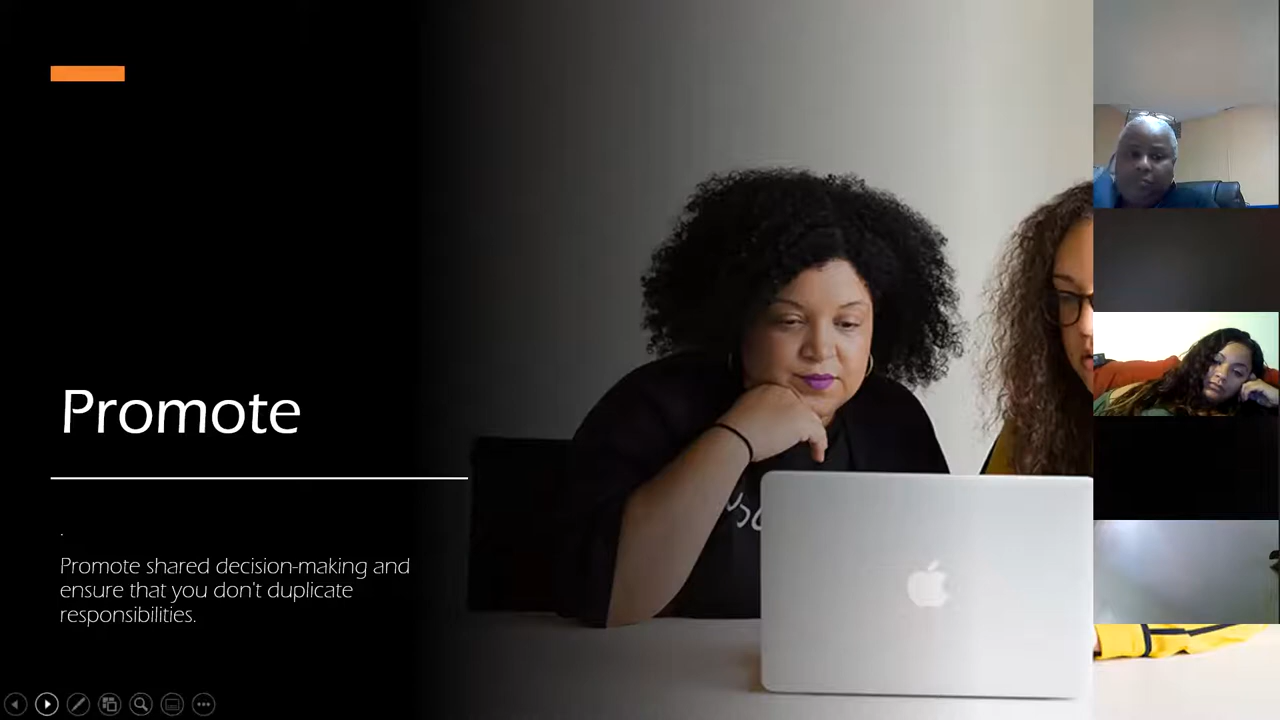 Promote
.
Promote shared decision-making and
ensure that you don't duplicate
responsibilities.